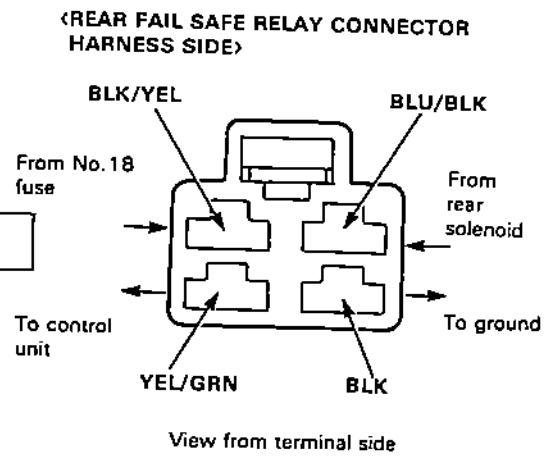 <REAR FAIL SAFE RELAY CONNECTOR
HARNESS SIDE>
BLK/YEL
BLU/BLK
From No.18
fuse
From
rear
solenoid
To control
unit
To ground
YEL/GRN
BLK
View from terminal side